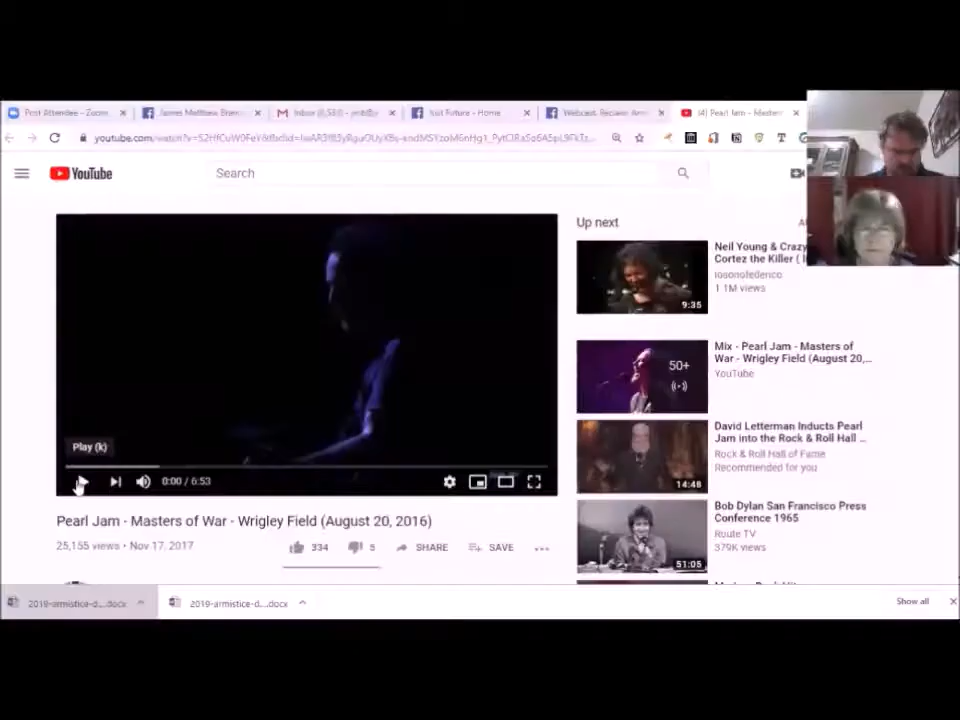 Post Attendee - Zoom
James Matthew
Inbox
- Home
Webcast:
Pearl Jam - Masters
youtube.com
YouTube
Search
Up next
Neil Young & Crazy
Cortez the Killer
iosonofederico
1.1M views
9:35
Mix - Pearl Jam - Masters of
War - Wrigley Field (August 20,...
YouTube
50+
David Letterman Inducts Pearl
Jam into the Rock & Roll Hall ...
Rock & Roll Hall of Fame
Recommended for you
14:48
Bob Dylan San Francisco Press
Conference 1965
Route TV
379K views
51:05
Play (k)
0:00 / 6:53
Pearl Jam - Masters of War - Wrigley Field (August 20, 2016)
25,155 views • Nov 17, 2017
334
5
SHARE
SAVE
2019-armistice-d....docx
2019-armistice-d....docx
Show all